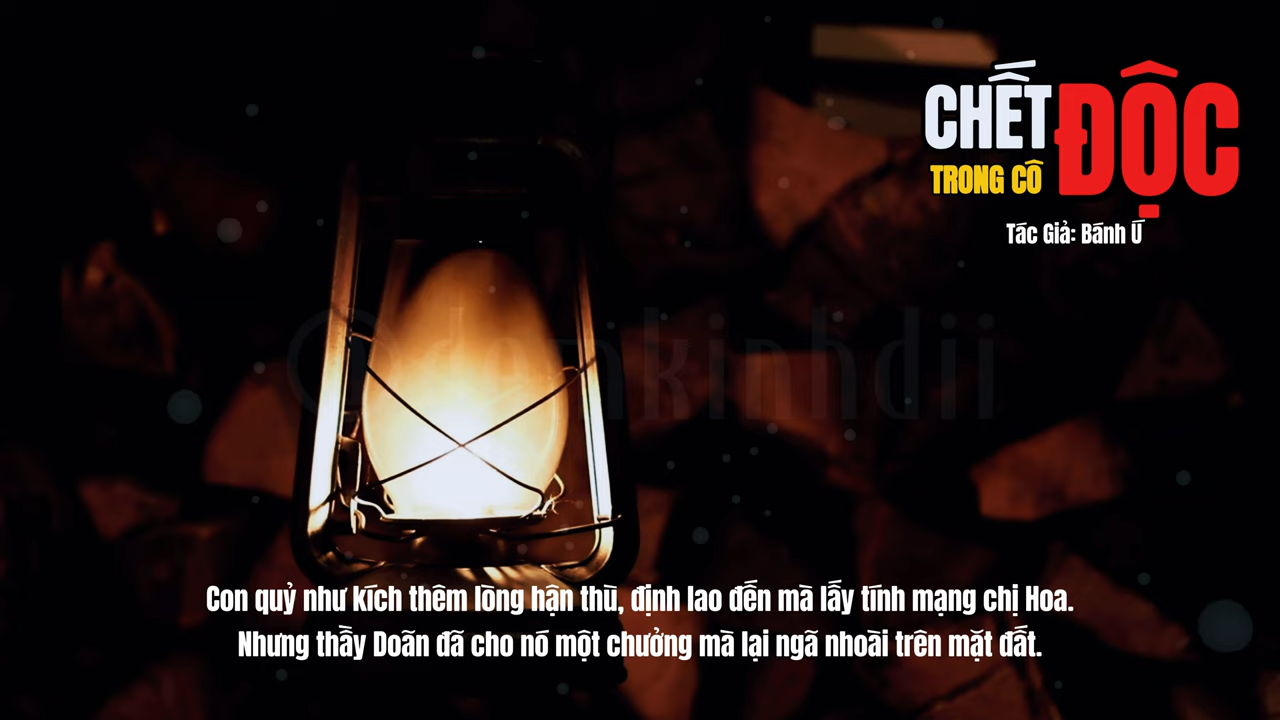 CHẾT ĐỘC
TRONG CÔ
Tác Giả: Bánh Ú
@demkinhdii
Con quỷ như kích thêm lòng hận thù, định lao đến mà lấy tính mạng chị Hoa.
Nhưng thầy Doãn đã cho nó một chưởng mà lại ngã nhoài trên mặt đất.